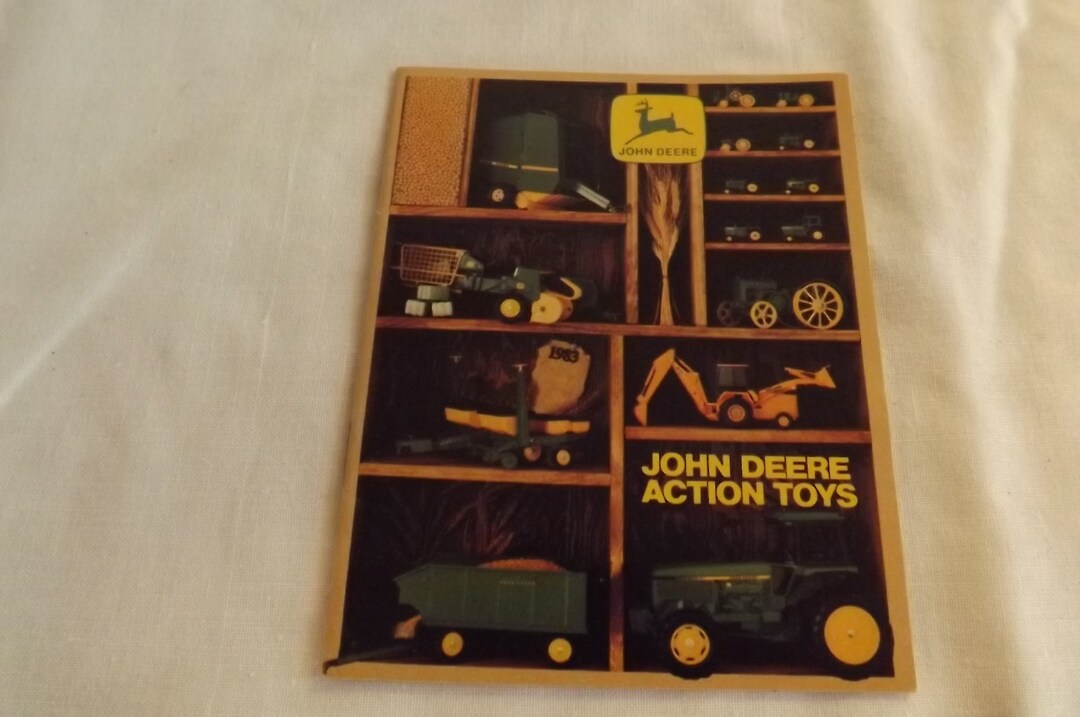 JOHN DEERE
1983
JOHN DEERE
ACTION TOYS